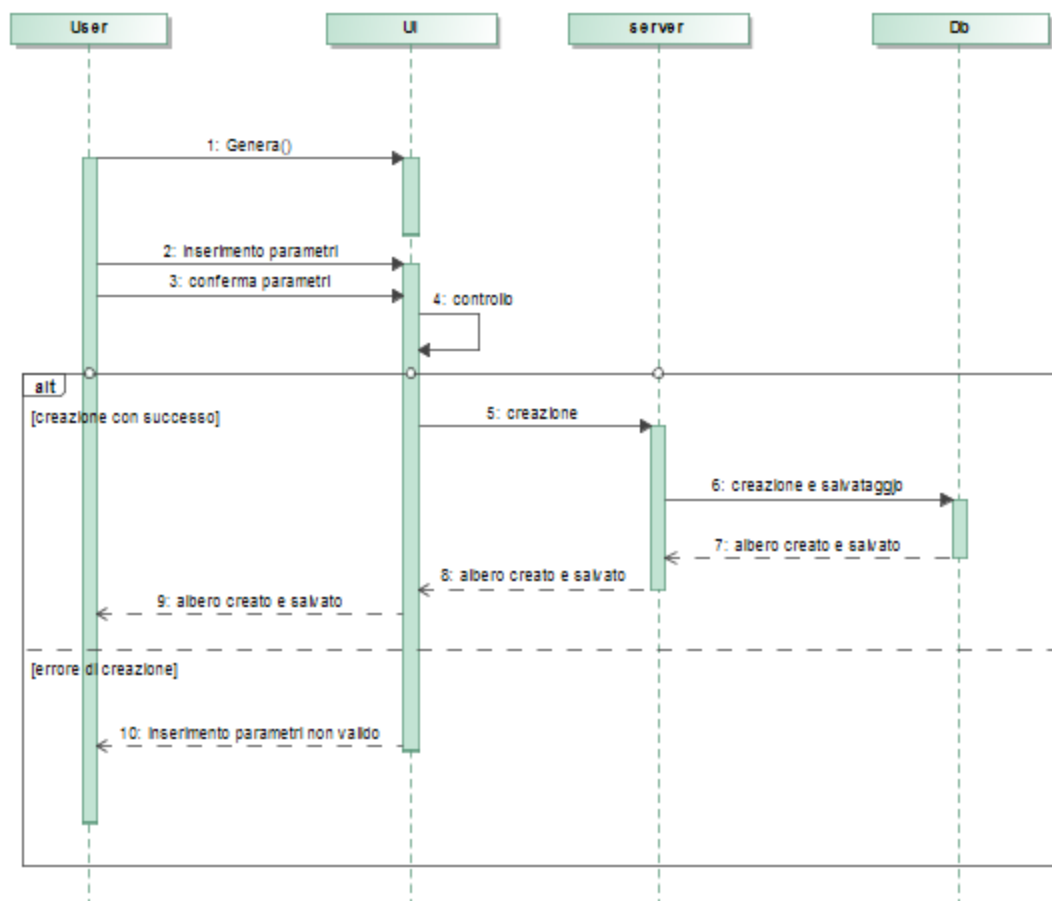 User
UI
server
Db
1: Genera()
2: inserimento parametri
3: conferma parametri
4: controllo
alt
[creazione con successo]
5: creazione
6: creazione e salvataggio
7: albero creato e salvato
8: albero creato e salvato
9: albero creato e salvato
[errore di creazione]
10: inserimento parametri non valido